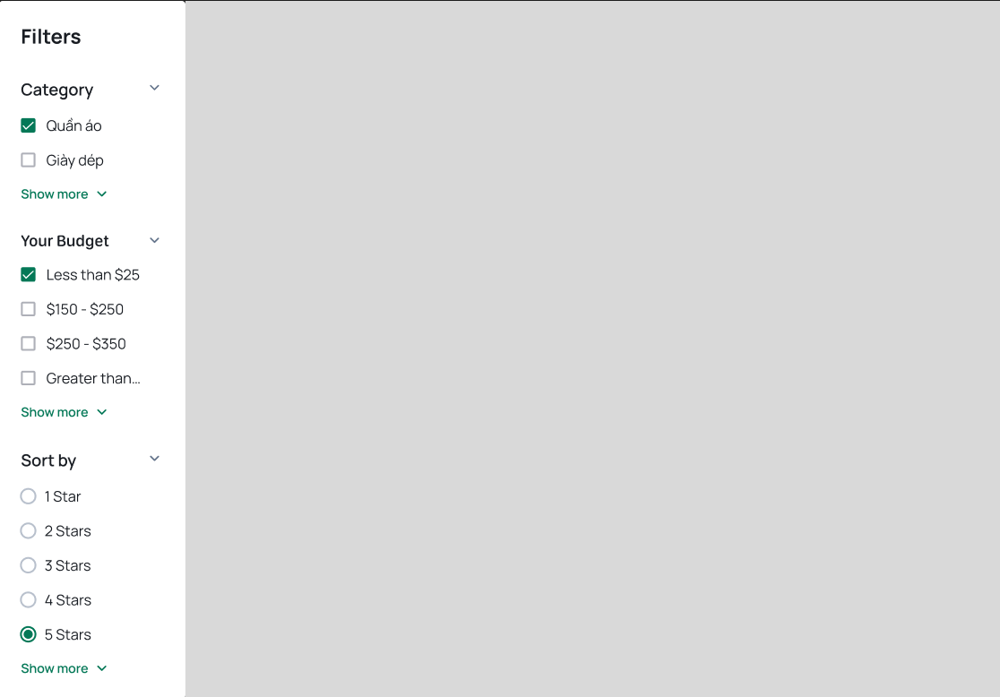 Filters
Category
Quần áo
Giày dép
Show more
Your Budget
Less than $25
$150 - $250
$250 - $350
Greater than...
Show more
Sort by
1 Star
2 Stars
3 Stars
4 Stars
5 Stars
Show more